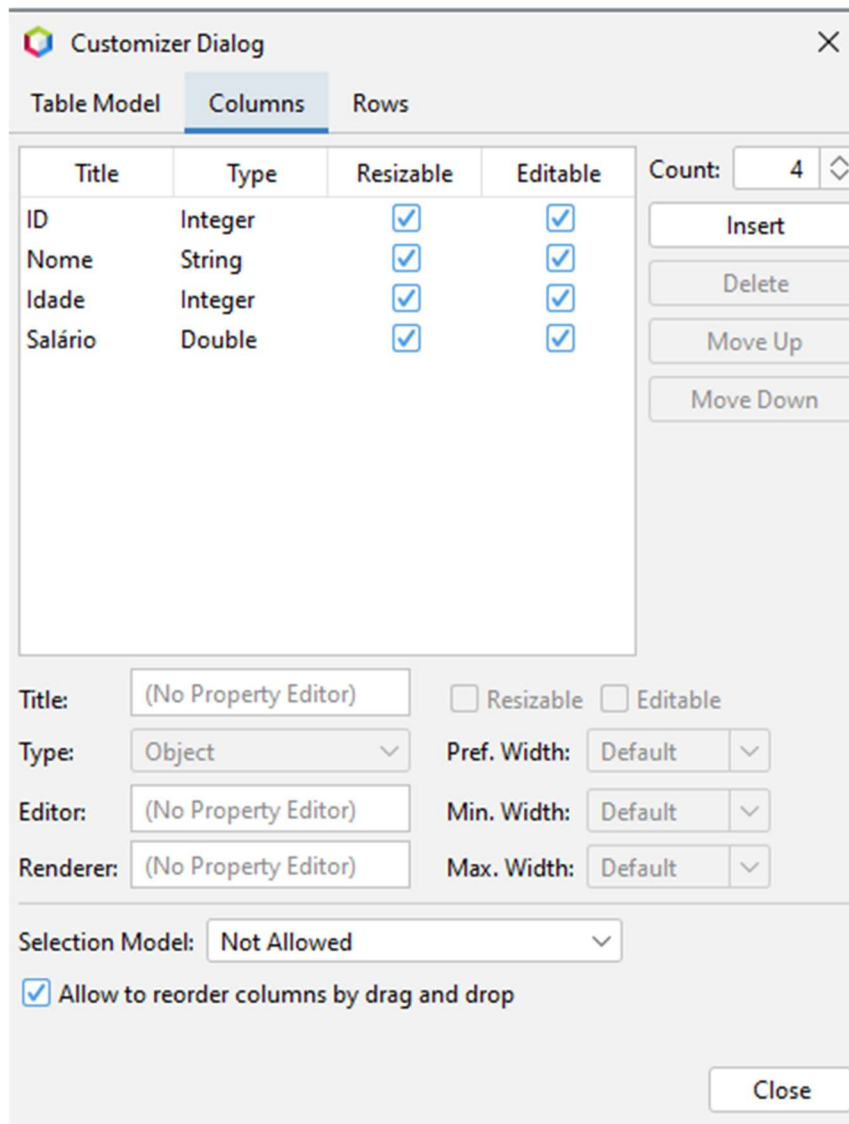 Customizer Dialog
Table Model Columns Rows
Title Type Resizable Editable Count: 4
ID Integer Insert
Nome String Delete
Idade Integer Move Up
Salário Double Move Down
Title: (No Property Editor) Resizable Editable
Type: Object Pref. Width: Default
Editor: (No Property Editor) Min. Width: Default
Renderer: (No Property Editor) Max. Width: Default
Selection Model: Not Allowed
Allow to reorder columns by drag and drop
Close